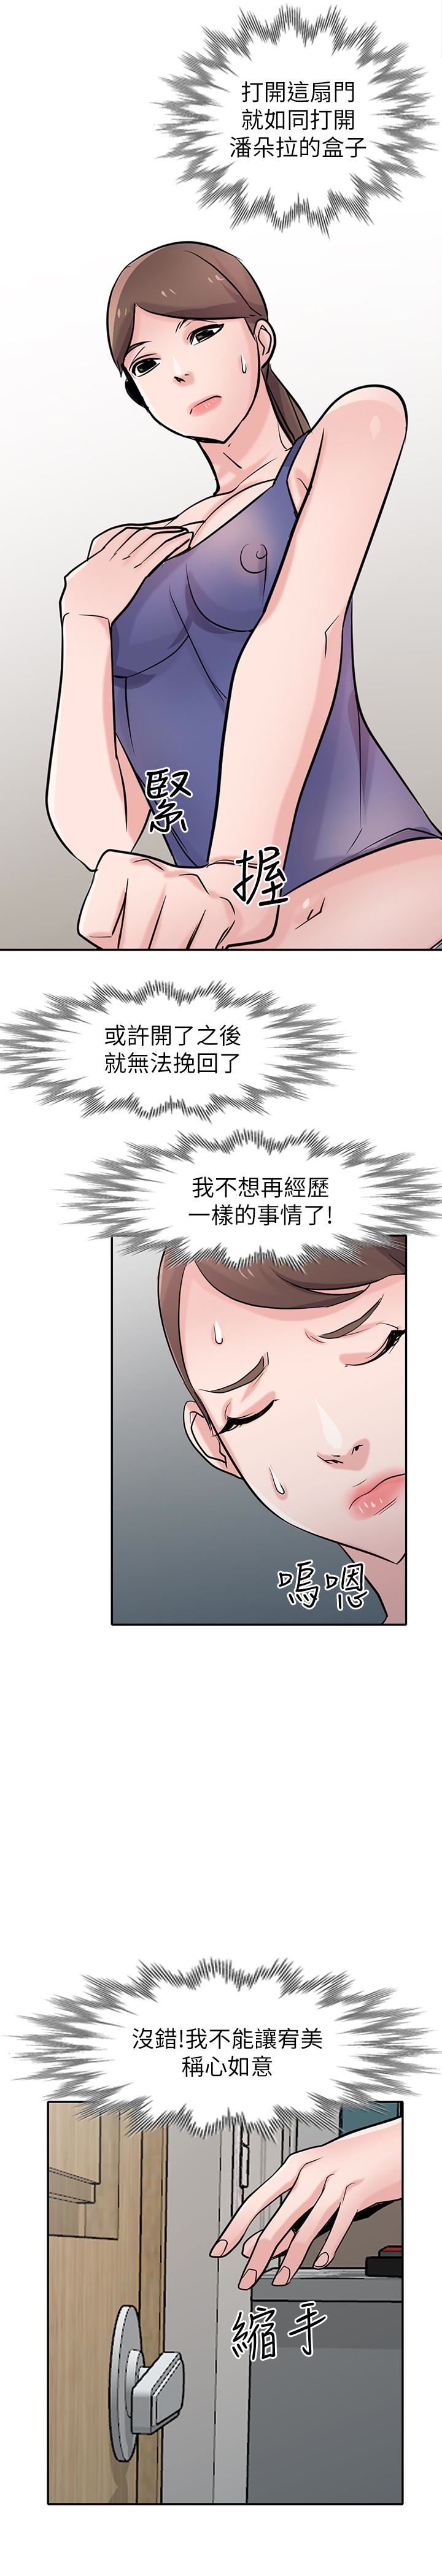 打開這扇門
就如同打開
潘朵拉的盒子
緊
握
或許開了之後
就無法挽回了
我不想再經歷
一樣的事情了!
嗚嗯
沒錯!我不能讓宥美
稱心如意
縮手